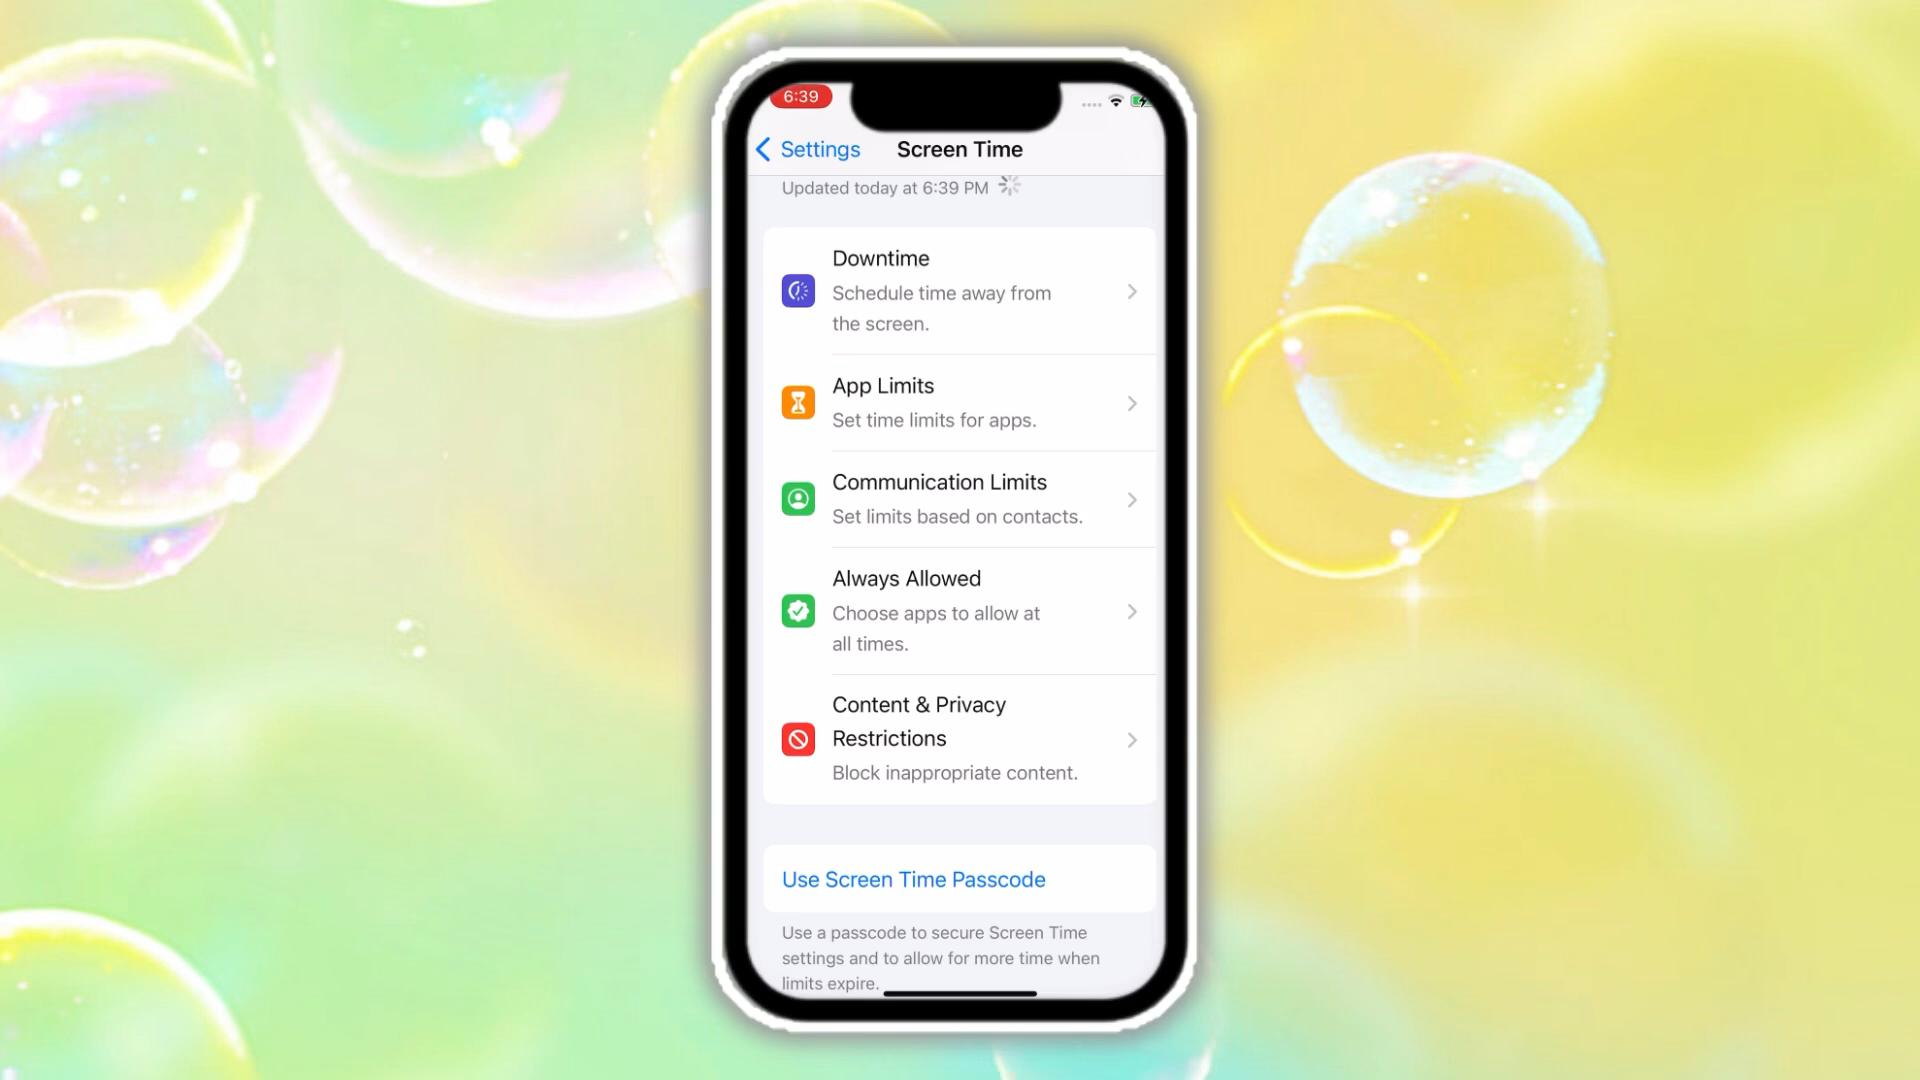 6:39
Settings
Screen Time
Updated today at 6:39 PM
Downtime
Schedule time away from
the screen.
App Limits
Set time limits for apps.
Communication Limits
Set limits based on contacts.
Always Allowed
Choose apps to allow at
all times.
Content & Privacy
Restrictions
Block inappropriate content.
Use Screen Time Passcode
Use a passcode to secure Screen Time
settings and to allow for more time when
limits expire.